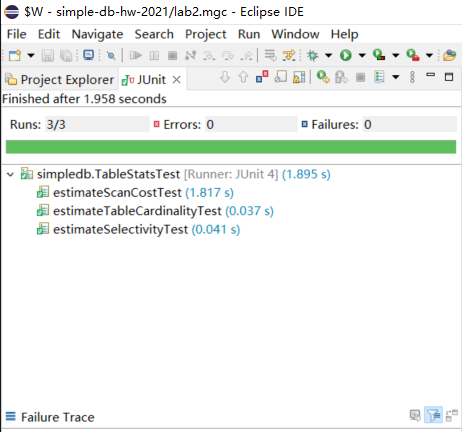 $W - simple-db-hw-2021/lab2.mgc - Eclipse IDE
File Edit Navigate Search Project Run Window Help
Project Explorer JUnit
Finished after 1.958 seconds
Runs: 3/3 Errors: 0 Failures: 0
simpledb.TableStatsTest [Runner: JUnit 4] (1.895 s)
estimateScanCostTest (1.817 s)
estimateTableCardinalityTest (0.037 s)
estimateSelectivityTest (0.041 s)
Failure Trace